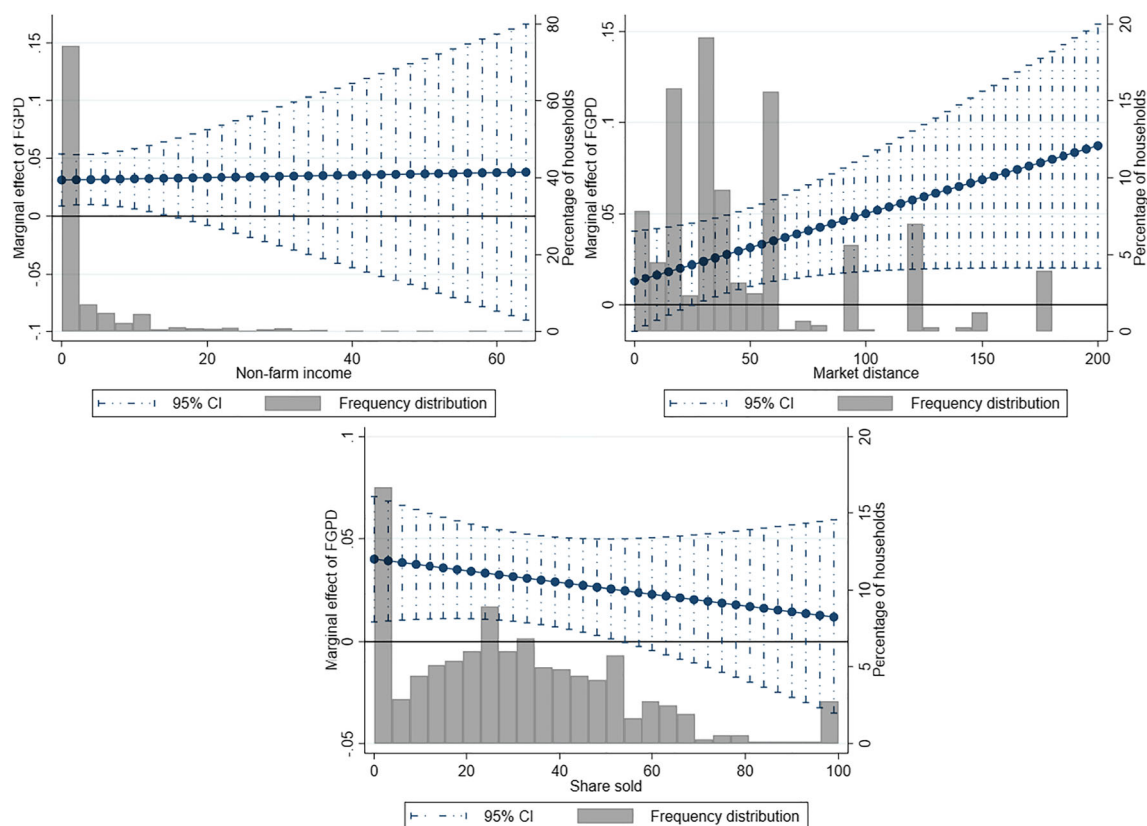 Marginal effect of FGPD
.15
.1
.05
0
-.05
-.1
0
20
40
60
Non-farm income
80
60
40
20
0
Percentage of households
95% CI
Frequency distribution
Marginal effect of FGPD
.15
.1
.05
0
0
50
100
150
200
Market distance
20
15
10
5
0
Percentage of households
95% CI
Frequency distribution
Marginal effect of FGPD
.1
.05
0
-.05
0
20
40
60
80
100
Share sold
20
15
10
5
0
Percentage of households
95% CI
Frequency distribution